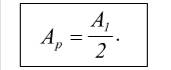 A_p = A_l / 2.